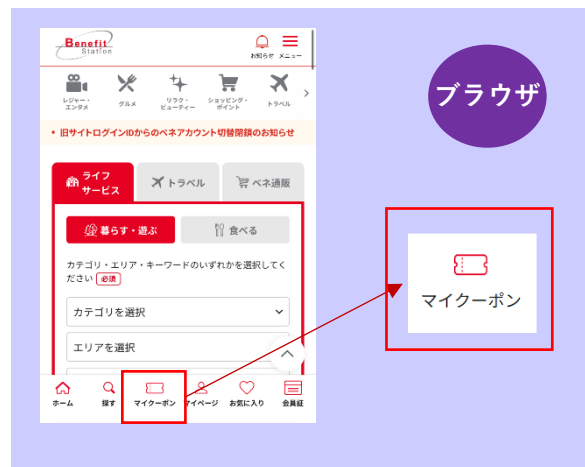 Benefit
Station
お知らせ メニュー
レジャー・
エンタメ
グルメ
リラク・
ビューティー
ショッピング・
ポイント
トラベル
• 旧サイトログインIDからのベネアカウント切替閉鎖のお知らせ
ライフ
サービス
トラベル
ベネ通販
暮らす・遊ぶ
食べる
カテゴリ・エリア・キーワードのいずれかを選択してく
ださい 必須
カテゴリを選択
エリアを選択
ホーム
探す
マイクーポン
マイページ
お気に入り
会員証
ブラウザ
マイクーポン